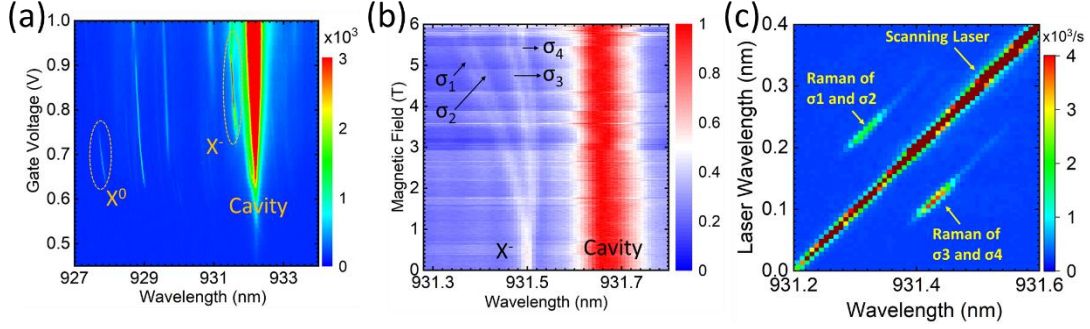 (a)
Gate Voltage (V)
1.0
0.9
0.8
0.7
0.6
0.5
X⁰
X⁻
Cavity
927
929
931
933
Wavelength (nm)
x10³
3
2
1
0
(b)
Magnetic Field (T)
6
5
4
3
2
1
0
σ₄
σ₃
σ₁
σ₂
X⁻
Cavity
931.3
931.5
931.7
Wavelength (nm)
1
0.8
0.6
0.4
0.2
0
(c)
Laser Wavelength (nm)
0.4
0.3
0.2
0.1
0.0
Scanning Laser
Raman of
σ1 and σ2
Raman of
σ3 and σ4
931.2
931.4
931.6
Wavelength (nm)
x10³/s
4
3
2
1
0